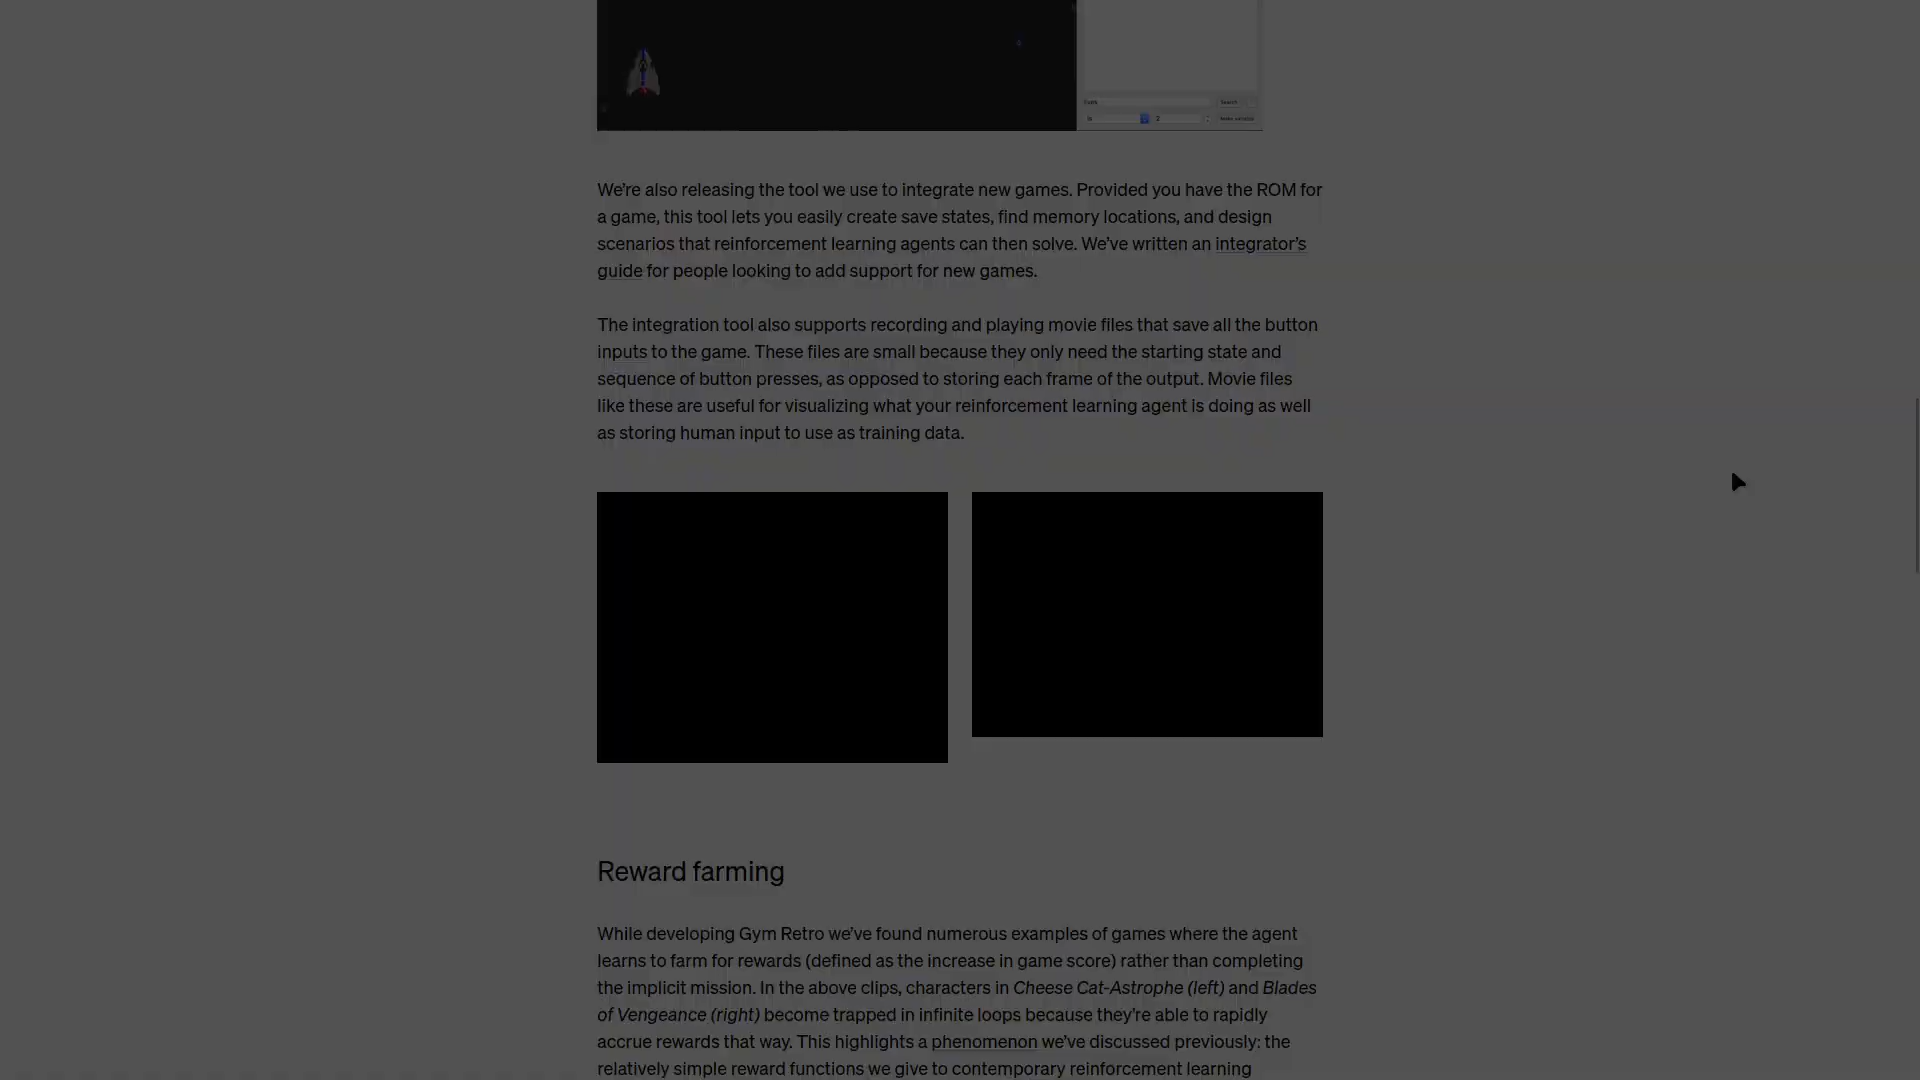 Search
is
2
We're also releasing the tool we use to integrate new games. Provided you have the ROM for
a game, this tool lets you easily create save states, find memory locations, and design
scenarios that reinforcement learning agents can then solve. We've written an integrator's
guide for people looking to add support for new games.
The integration tool also supports recording and playing movie files that save all the button
inputs to the game. These files are small because they only need the starting state and
sequence of button presses, as opposed to storing each frame of the output. Movie files
like these are useful for visualizing what your reinforcement learning agent is doing as well
as storing human input to use as training data.
Reward farming
While developing Gym Retro we've found numerous examples of games where the agent
learns to farm for rewards (defined as the increase in game score) rather than completing
the implicit mission. In the above clips, characters in Cheese Cat-Astrophe (left) and Blades
of Vengeance (right) become trapped in infinite loops because they're able to rapidly
accrue rewards that way. This highlights a phenomenon we've discussed previously: the
relatively simple reward functions we give to contemporary reinforcement learning